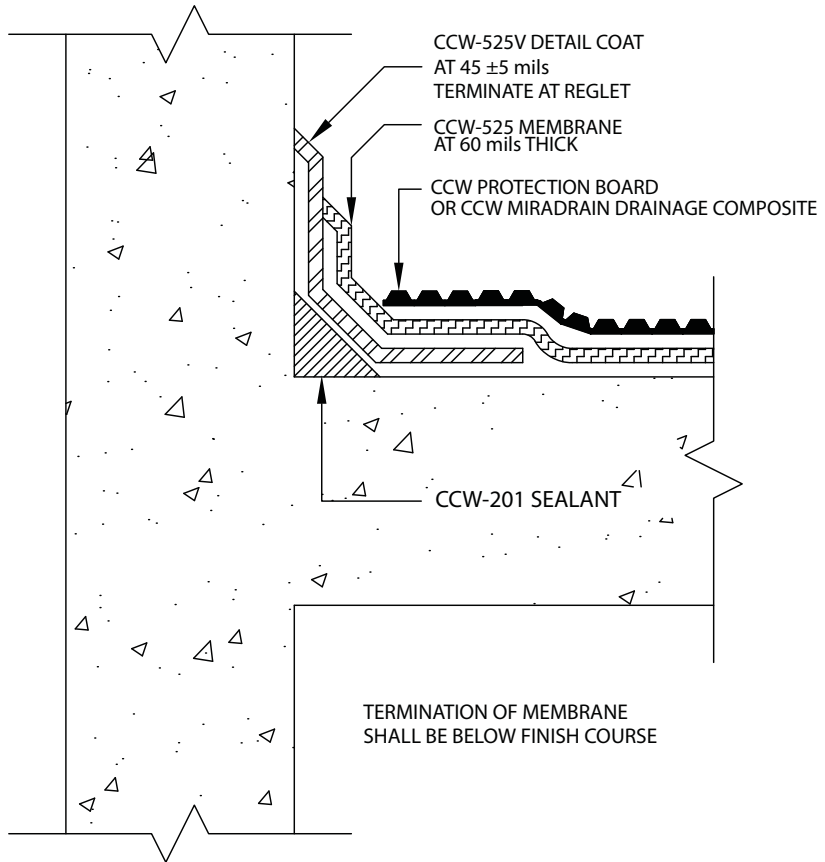 CCW-525V DETAIL COAT
AT 45 ±5 mils
TERMINATE AT REGLET
CCW-525 MEMBRANE
AT 60 mils THICK
CCW PROTECTION BOARD
OR CCW MIRADRAIN DRAINAGE COMPOSITE
CCW-201 SEALANT
TERMINATION OF MEMBRANE
SHALL BE BELOW FINISH COURSE